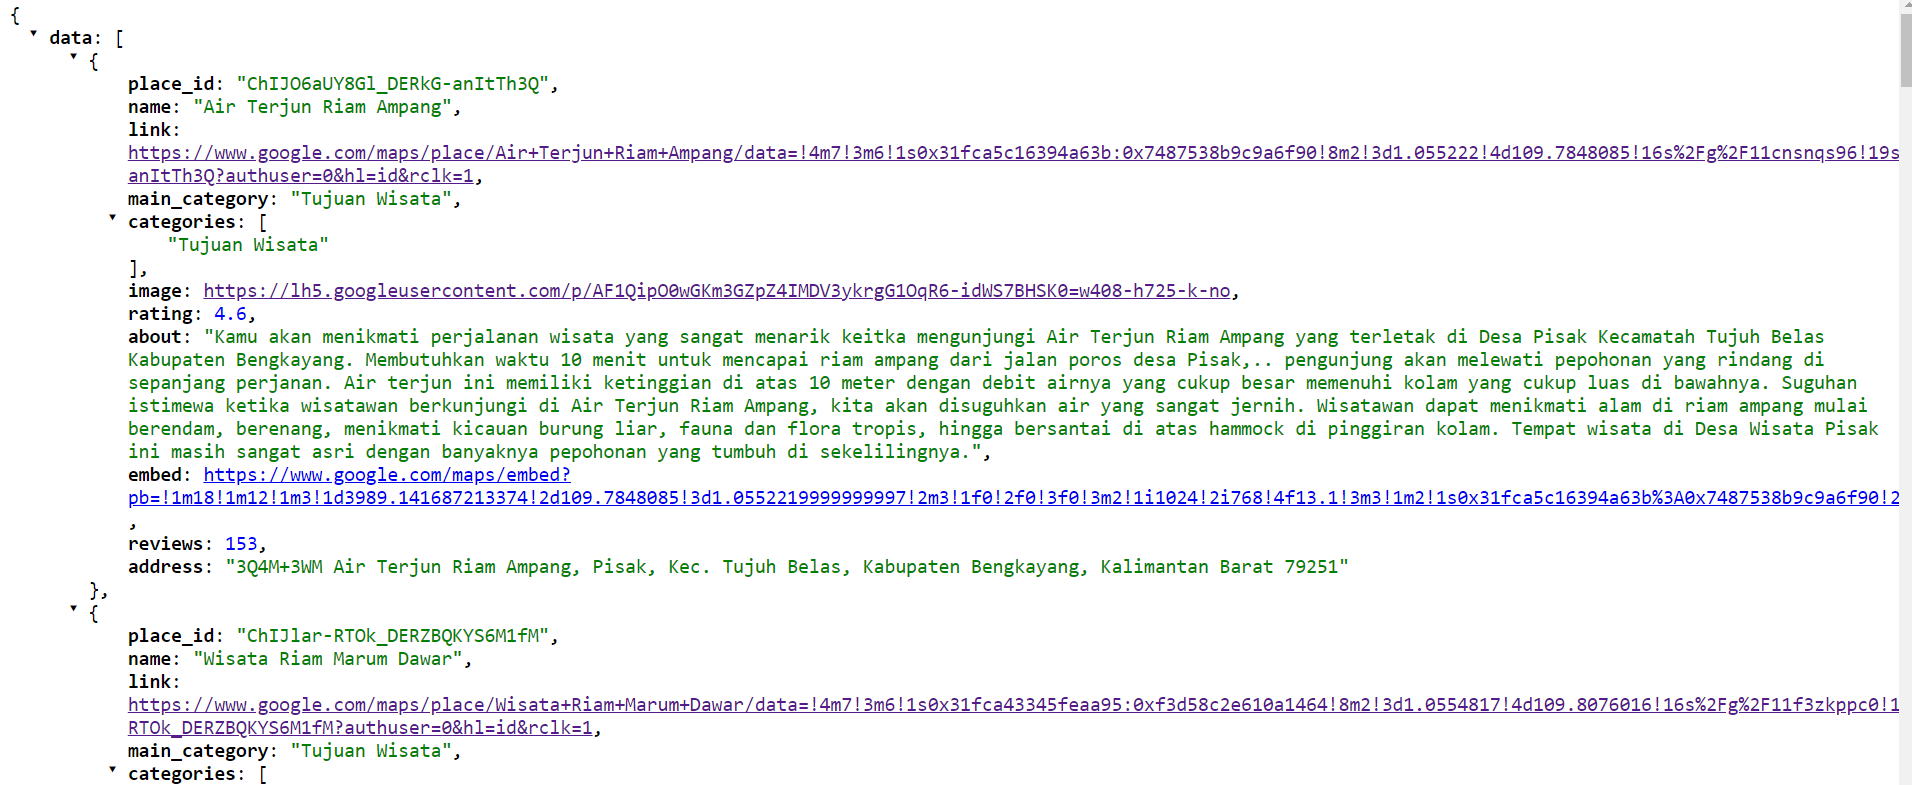 {
data: [
{
place_id: "ChIJO6aUY8Gl_DERkG-anItTh3Q",
name: "Air Terjun Riam Ampang",
link:
https://www.google.com/maps/place/Air+Terjun+Riam+Ampang/data=!4m7!3m6!1s0x31fca5c16394a63b:0x7487538b9c9a6f90!8m2!3d1.055222!4d109.7848085!16s%2Fg%2F11cnsnqs96!19s
anItTh3Q?authuser=0&hl=id&rclk=1,
main_category: "Tujuan Wisata",
categories: [
"Tujuan Wisata"
],
image: https://lh5.googleusercontent.com/p/AF1QipO0wGKm3GZpZ4IMDV3ykrgG1OqR6-idWS7BHSK0=w408-h725-k-no,
rating: 4.6,
about: "Kamu akan menikmati perjalanan wisata yang sangat menarik keitka mengunjungi Air Terjun Riam Ampang yang terletak di Desa Pisak Kecamatah Tujuh Belas
Kabupaten Bengkayang. Membutuhkan waktu 10 menit untuk mencapai riam ampang dari jalan poros desa Pisak,.. pengunjung akan melewati pepohonan yang rindang di
sepanjang perjanan. Air terjun ini memiliki ketinggian di atas 10 meter dengan debit airnya yang cukup besar memenuhi kolam yang cukup luas di bawahnya. Suguhan
istimewa ketika wisatawan berkunjungi di Air Terjun Riam Ampang, kita akan disuguhkan air yang sangat jernih. Wisatawan dapat menikmati alam di riam ampang mulai
berendam, berenang, menikmati kicauan burung liar, fauna dan flora tropis, hingga bersantai di atas hammock di pinggiran kolam. Tempat wisata di Desa Wisata Pisak
ini masih sangat asri dengan banyaknya pepohonan yang tumbuh di sekelilingnya.",
embed: https://www.google.com/maps/embed?
pb=!1m18!1m12!1m3!1d3989.141687213374!2d109.7848085!3d1.0552219999999997!2m3!1f0!2f0!3f0!3m2!1i1024!2i768!4f13.1!3m3!1m2!1s0x31fca5c16394a63b%3A0x7487538b9c9a6f90!2
,
reviews: 153,
address: "3Q4M+3WM Air Terjun Riam Ampang, Pisak, Kec. Tujuh Belas, Kabupaten Bengkayang, Kalimantan Barat 79251"
},
{
place_id: "ChIJlar-RTOk_DERZBQKYS6M1fM",
name: "Wisata Riam Marum Dawar",
link:
https://www.google.com/maps/place/Wisata+Riam+Marum+Dawar/data=!4m7!3m6!1s0x31fca43345feaa95:0xf3d58c2e610a1464!8m2!3d1.0554817!4d109.8076016!16s%2Fg%2F11f3zkppc0!1
RTOk_DERZBQKYS6M1fM?authuser=0&hl=id&rclk=1,
main_category: "Tujuan Wisata",
categories: [